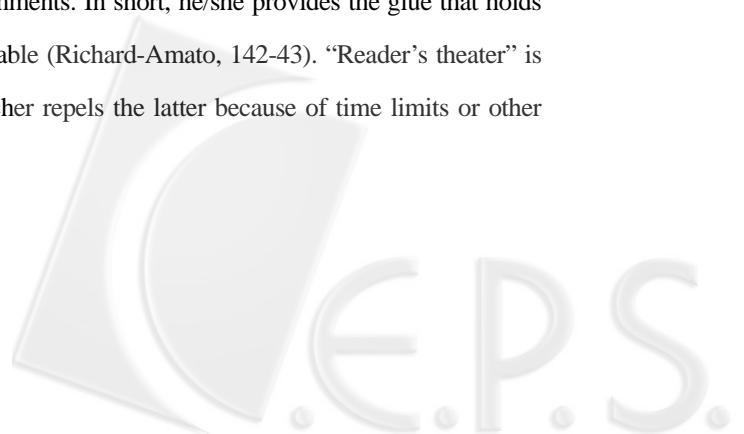 nments. In short, he/she provides the glue that holds
able (Richard-Amato, 142-43). “Reader’s theater” is
her repels the latter because of time limits or other
C.E.P.S.